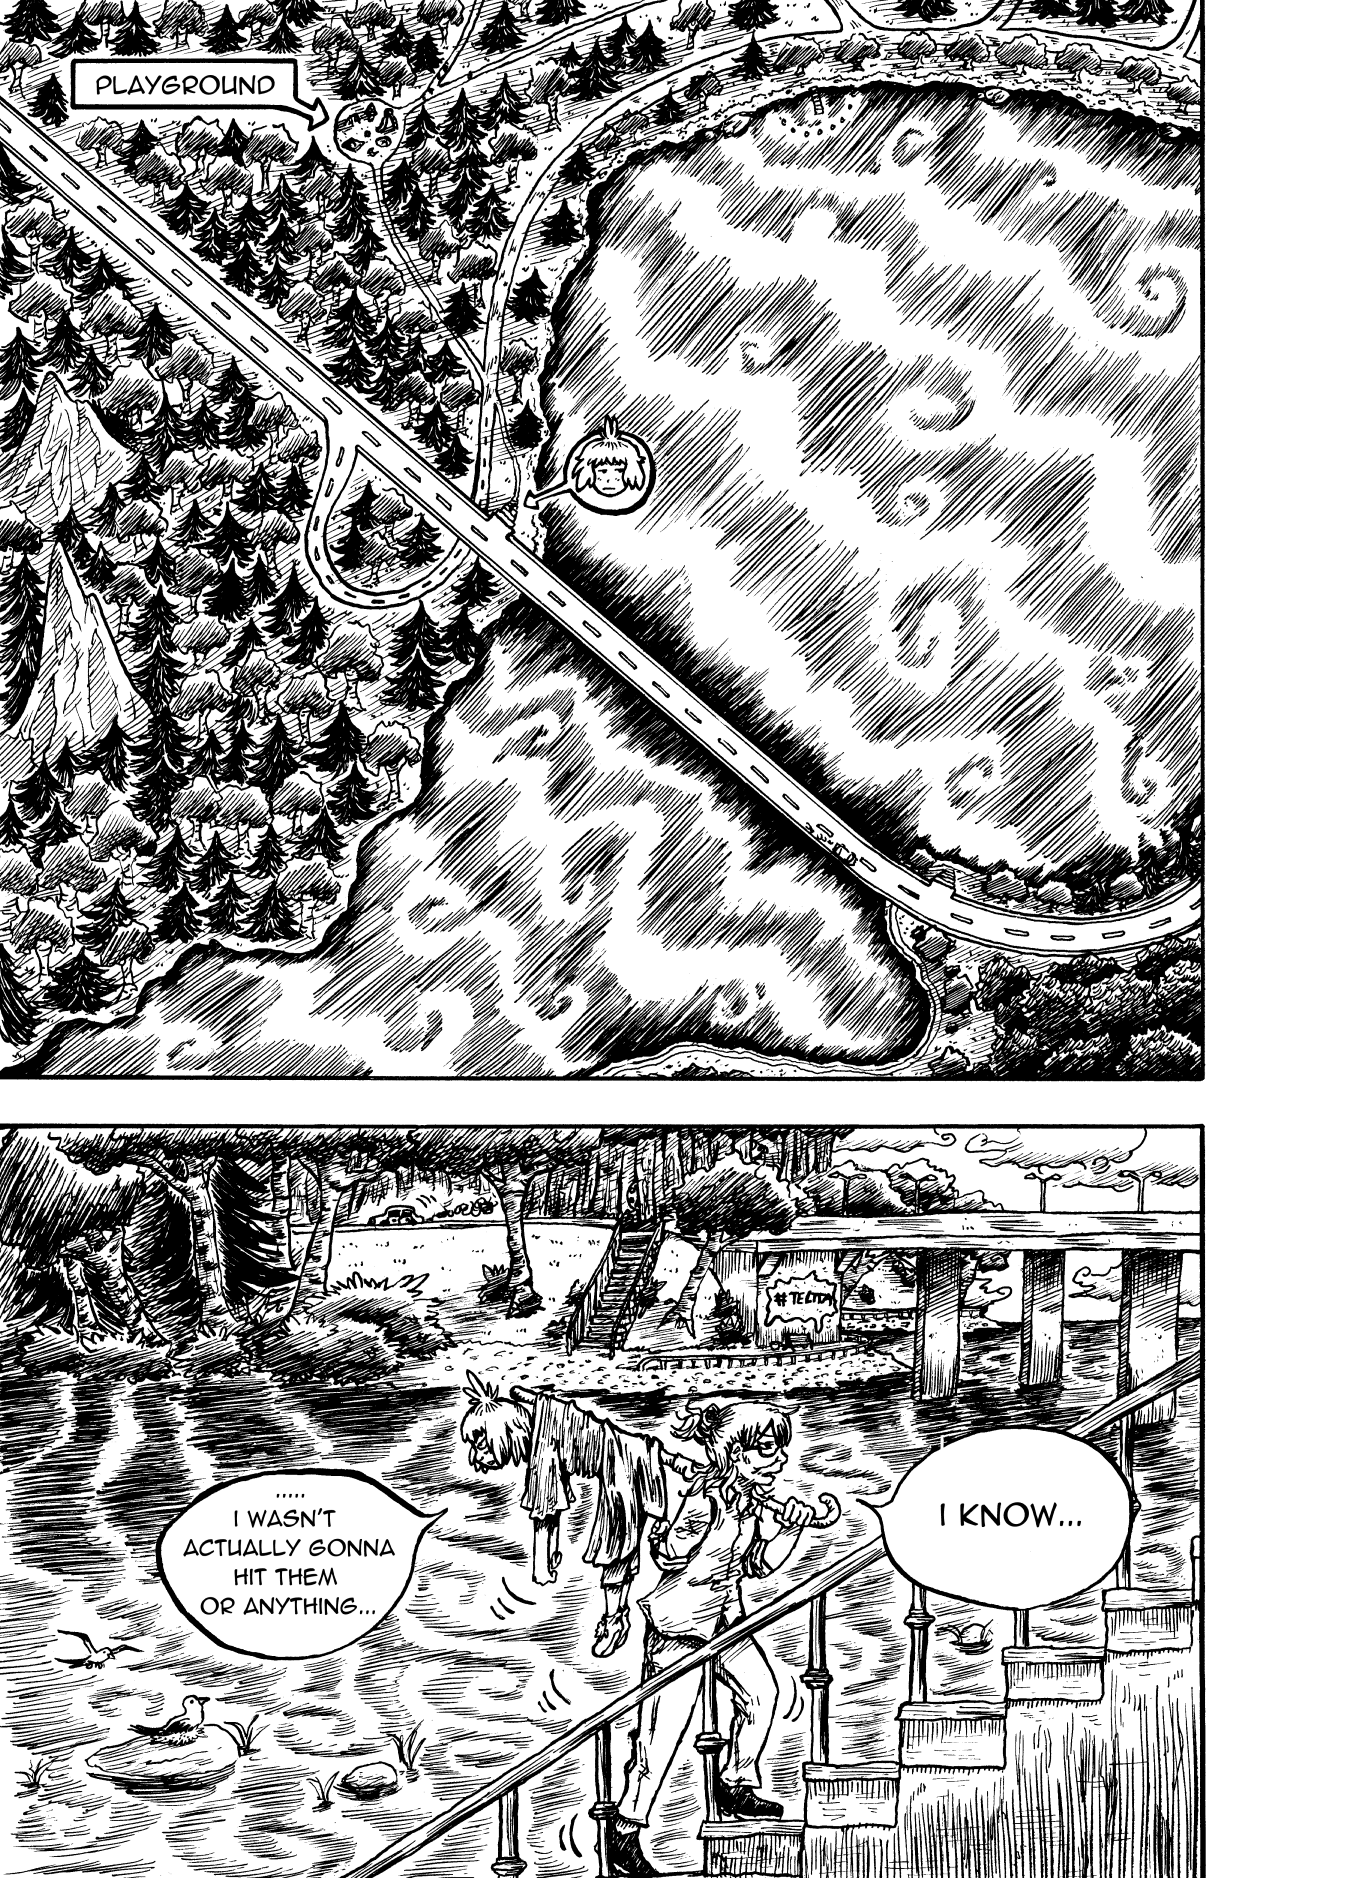 PLAYGROUND
.....
I WASN'T
ACTUALLY GONNA
HIT THEM
OR ANYTHING...
I KNOW...